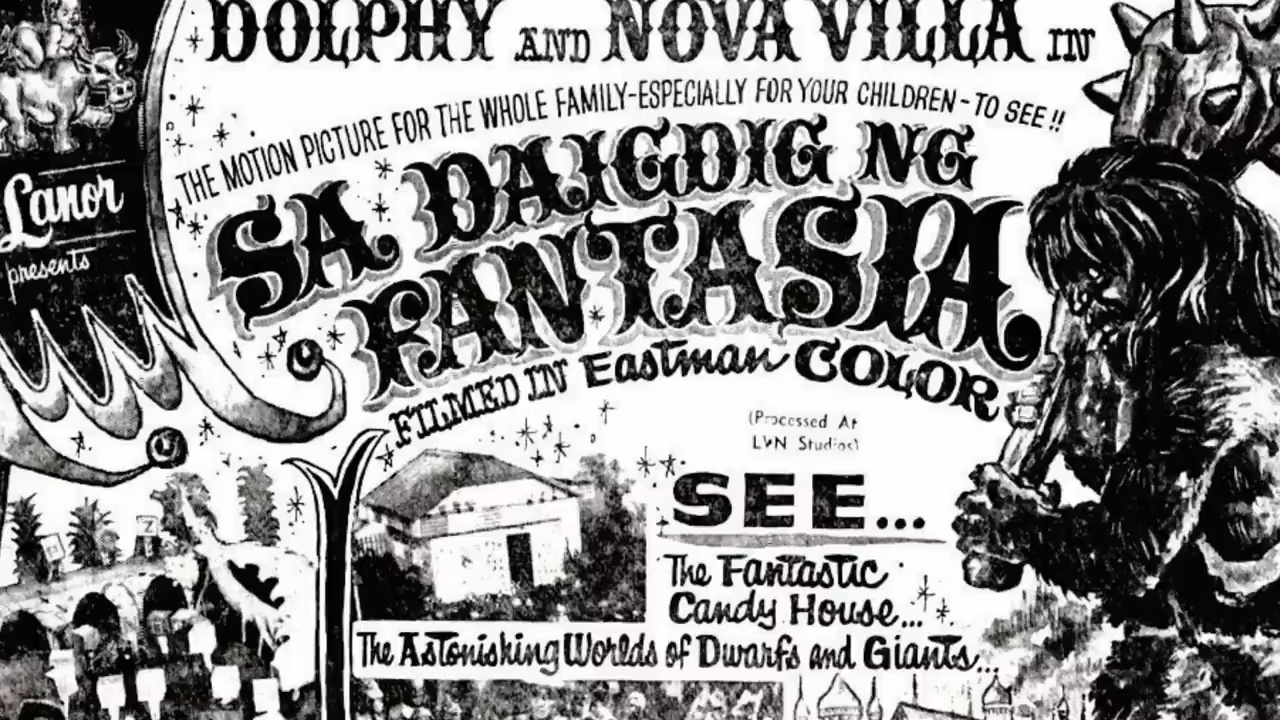 DOLPHY AND NOVA VILLA IN
THE MOTION PICTURE FOR THE WHOLE FAMILY-ESPECIALLY FOR YOUR CHILDREN-TO SEE!!
Lanor
presents
SA DAIGDIG NG
FANTASIA
FILMED IN Eastman COLOR
(Processed At
LVN Studios)
SEE...
The Fantastic
Candy House...
The Astonishing Worlds of Dwarfs and Giants...
7